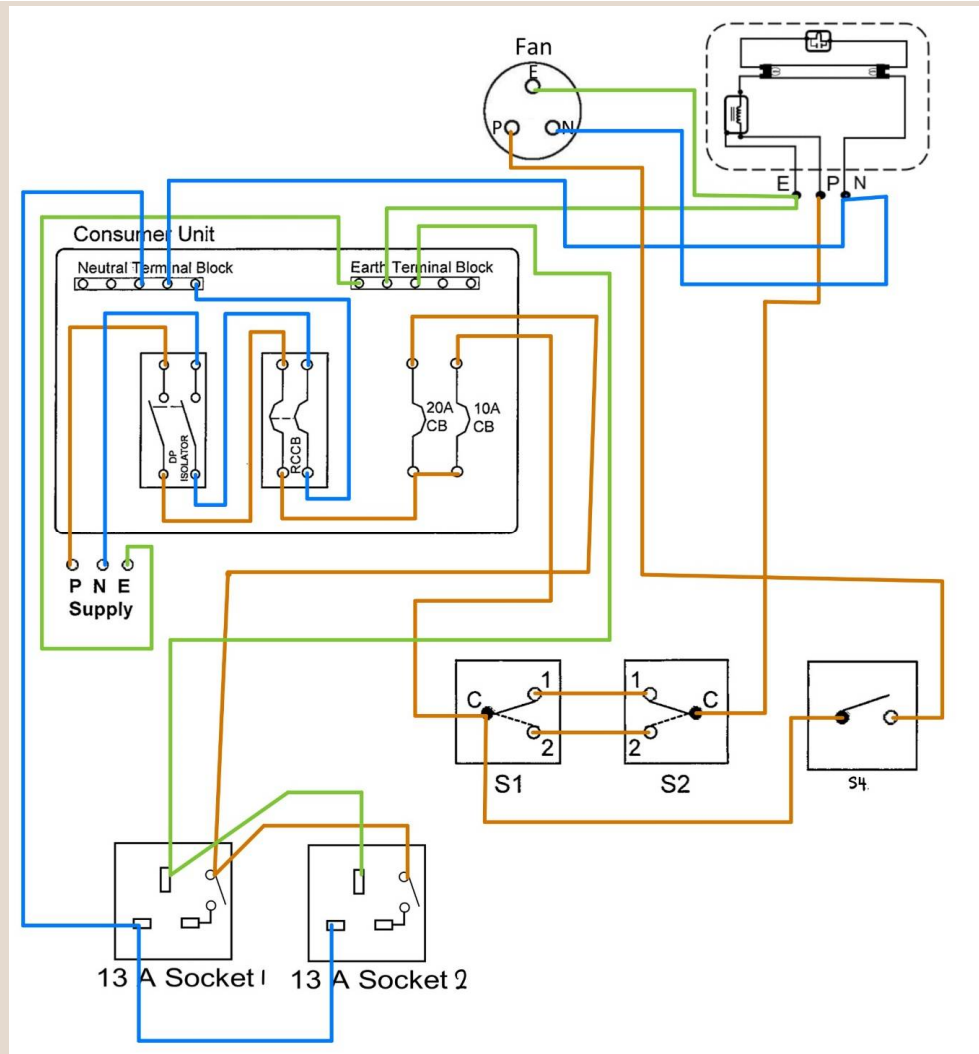 Fan
E
P N
E P N
Consumer Unit
Neutral Terminal Block
Earth Terminal Block
DP
ISOLATOR
RCCB
20A
CB
10A
CB
P N E
Supply
C 1 2
S1
1 2 C
S2
S4.
13 A Socket 1
13 A Socket 2